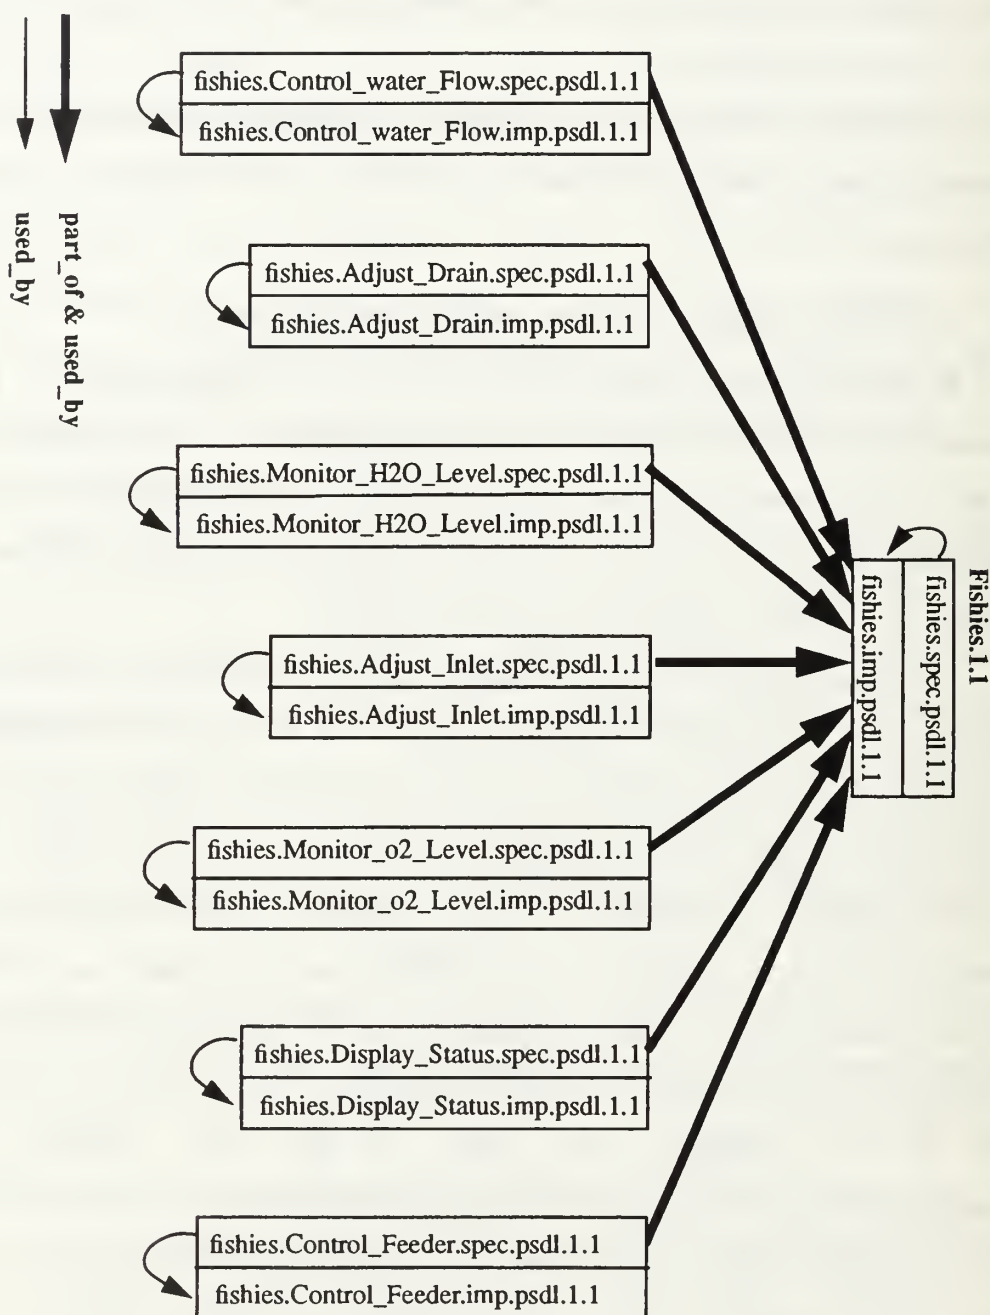 Fishies.1.1
fishies.spec.psdl.1.1
fishies.imp.psdl.1.1
fishies.Control_water_Flow.spec.psdl.1.1
fishies.Control_water_Flow.imp.psdl.1.1
fishies.Adjust_Drain.spec.psdl.1.1
fishies.Adjust_Drain.imp.psdl.1.1
fishies.Monitor_H2O_Level.spec.psdl.1.1
fishies.Monitor_H2O_Level.imp.psdl.1.1
fishies.Adjust_Inlet.spec.psdl.1.1
fishies.Adjust_Inlet.imp.psdl.1.1
fishies.Monitor_o2_Level.spec.psdl.1.1
fishies.Monitor_o2_Level.imp.psdl.1.1
fishies.Display_Status.spec.psdl.1.1
fishies.Display_Status.imp.psdl.1.1
fishies.Control_Feeder.spec.psdl.1.1
fishies.Control_Feeder.imp.psdl.1.1
part_of & used_by
used_by